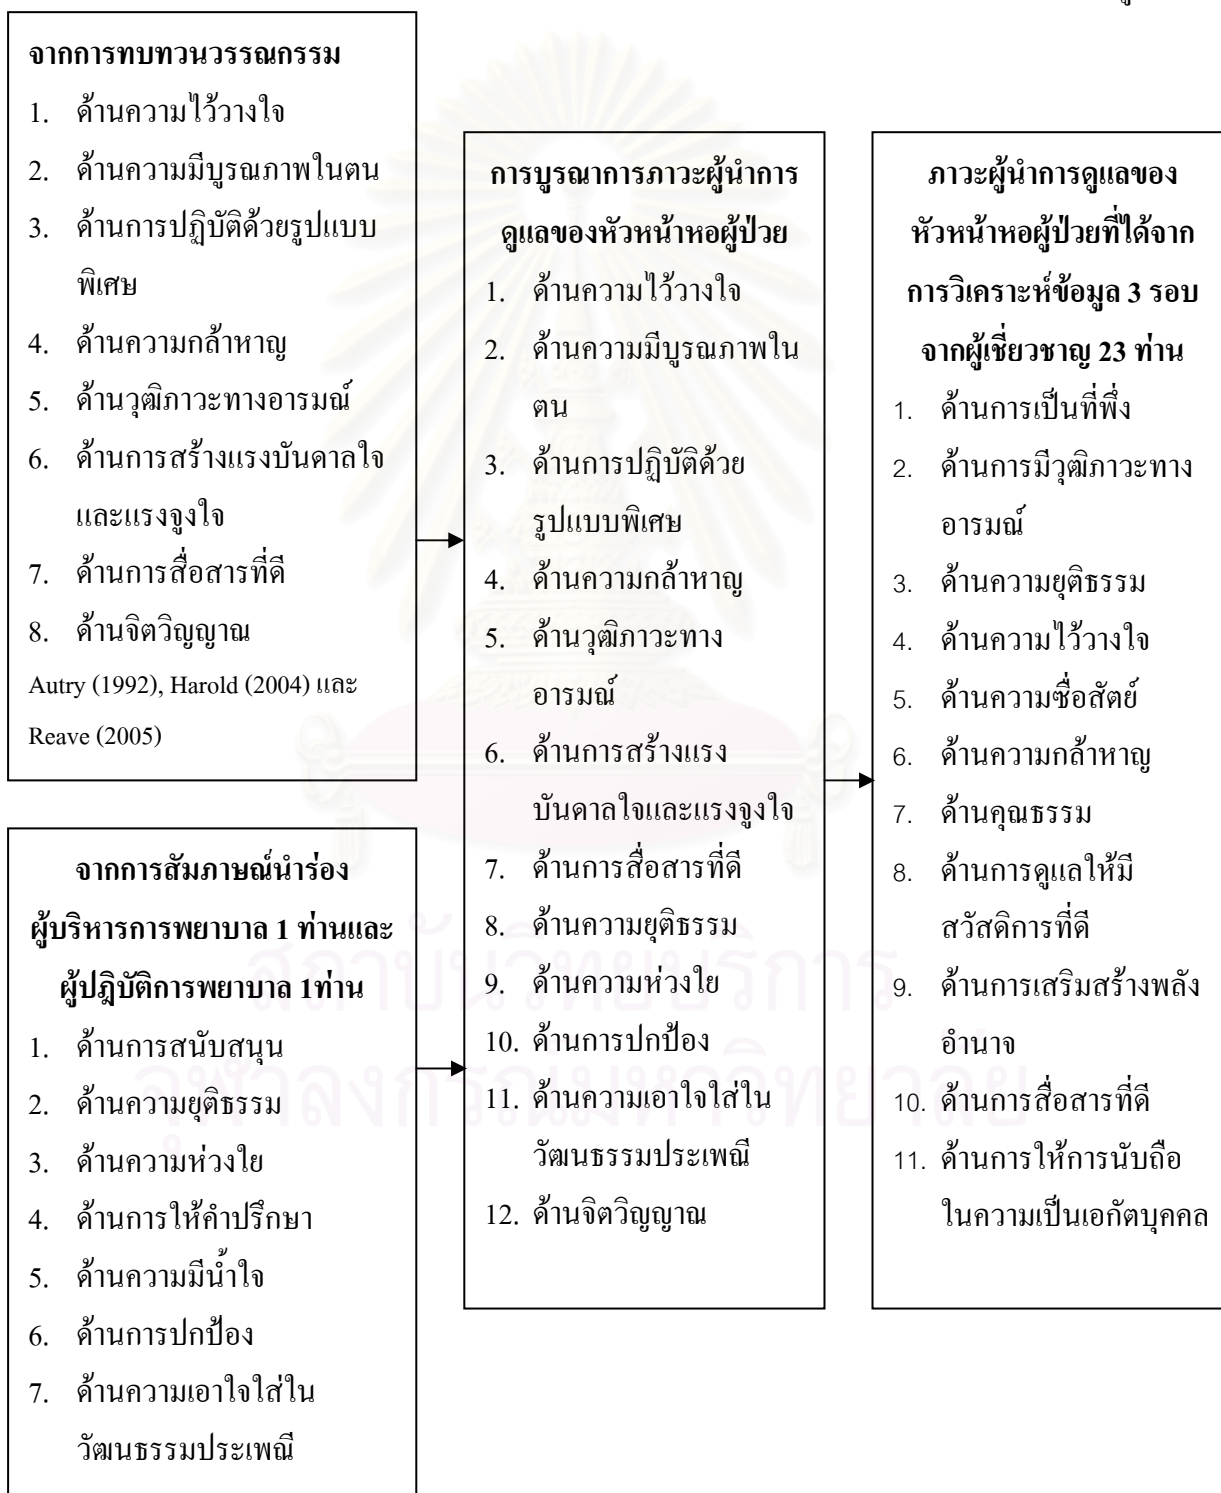 จากการทบทวนวรรณกรรม
1. ด้านความไว้วางใจ
2. ด้านความมีบูรณภาพในตน
3. ด้านการปฏิบัติด้วยรูปแบบ
พิเศษ
4. ด้านความกล้าหาญ
5. ด้านวุฒิภาวะทางอารมณ์
6. ด้านการสร้างแรงบันดาลใจ
และแรงจูงใจ
7. ด้านการสื่อสารที่ดี
8. ด้านจิตวิญญาณ
Autry (1992), Harold (2004) และ
Reave (2005)
จากการสัมภาษณ์นำร่อง
ผู้บริหารการพยาบาล 1 ท่านและ
ผู้ปฎิบัติการพยาบาล 1ท่าน
1. ด้านการสนับสนุน
2. ด้านความยุติธรรม
3. ด้านความห่วงใย
4. ด้านการให้คำปรึกษา
5. ด้านความมีน้ำใจ
6. ด้านการปกป้อง
7. ด้านความเอาใจใส่ใน
วัฒนธรรมประเพณี
การบูรณาการภาวะผู้นำการ
ดูแลของหัวหน้าหอผู้ป่วย
1. ด้านความไว้วางใจ
2. ด้านความมีบูรณภาพใน
ตน
3. ด้านการปฏิบัติด้วย
รูปแบบพิเศษ
4. ด้านความกล้าหาญ
5. ด้านวุฒิภาวะทาง
อารมณ์
6. ด้านการสร้างแรง
บันดาลใจและแรงจูงใจ
7. ด้านการสื่อสารที่ดี
8. ด้านความยุติธรรม
9. ด้านความห่วงใย
10. ด้านการปกป้อง
11. ด้านความเอาใจใส่ใน
วัฒนธรรมประเพณี
12. ด้านจิตวิญญาณ
ภาวะผู้นำการดูแลของ
หัวหน้าหอผู้ป่วยที่ได้จาก
การวิเคราะห์ข้อมูล 3 รอบ
จากผู้เชี่ยวชาญ 23 ท่าน
1. ด้านการเป็นที่พึ่ง
2. ด้านการมีวุฒิภาวะทาง
อารมณ์
3. ด้านความยุติธรรม
4. ด้านความไว้วางใจ
5. ด้านความซื่อสัตย์
6. ด้านความกล้าหาญ
7. ด้านคุณธรรม
8. ด้านการดูแลให้มี
สวัสดิการที่ดี
9. ด้านการเสริมสร้างพลัง
อำนาจ
10. ด้านการสื่อสารที่ดี
11. ด้านการให้การนับถือ
ในความเป็นเอกัตบุคคล
สถาบันวิทยบริการ
จุฬาลงกรณ์มหาวิทยาลัย